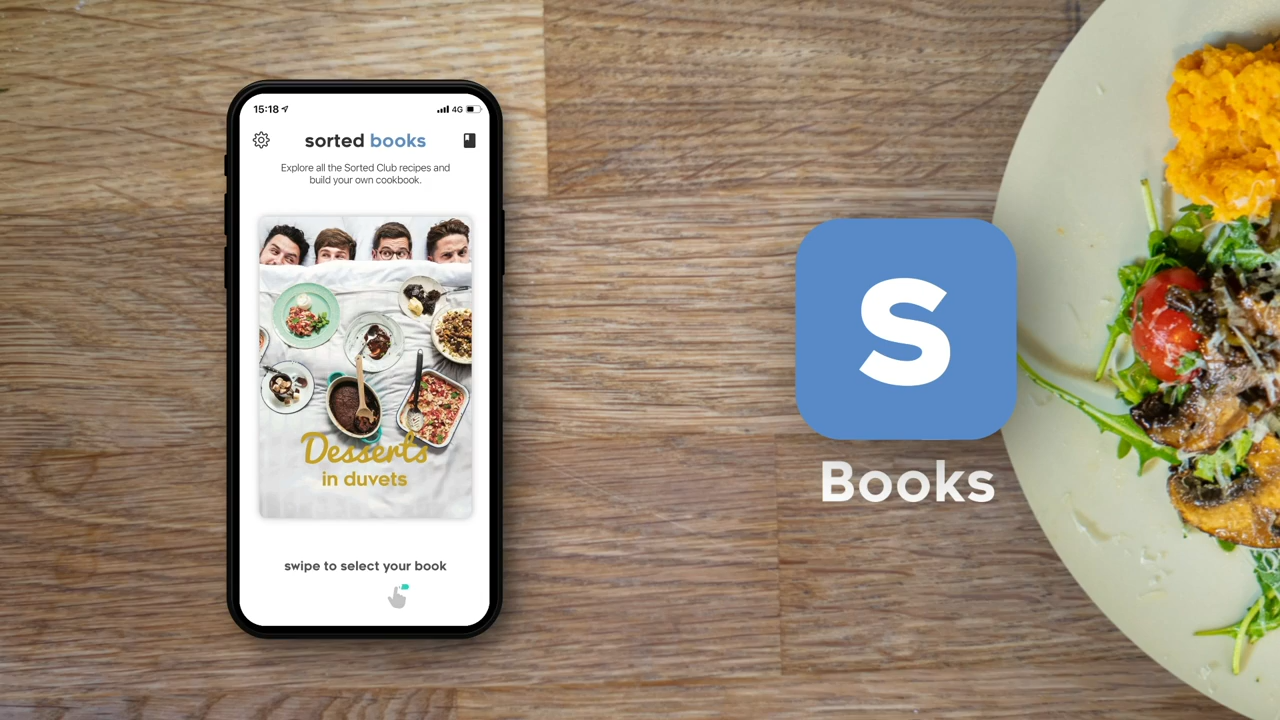 15:18
4G
sorted books
Explore all the Sorted Club recipes and
build your own cookbook.
Desserts
in duvets
swipe to select your book
S
Books